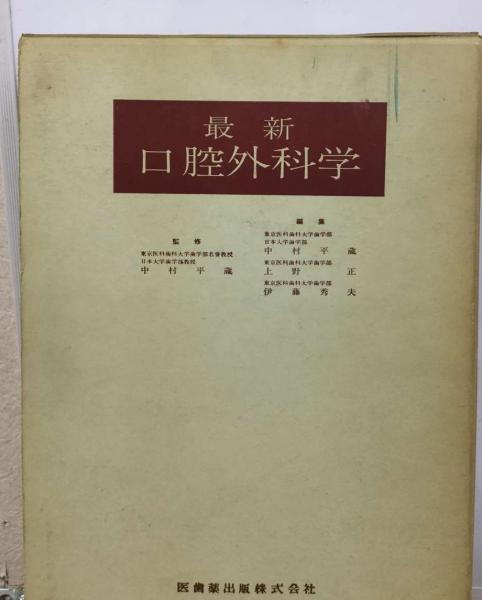 最新
口腔外科学
監修
東京医科歯科大学歯学部名誉教授
日本大学歯学部教授
中村平蔵
編集
東京医科歯科大学歯学部
日本大学歯学部
中村平蔵
東京医科歯科大学歯学部
上野正
東京医科歯科大学歯学部
伊藤秀夫
医歯薬出版株式会社